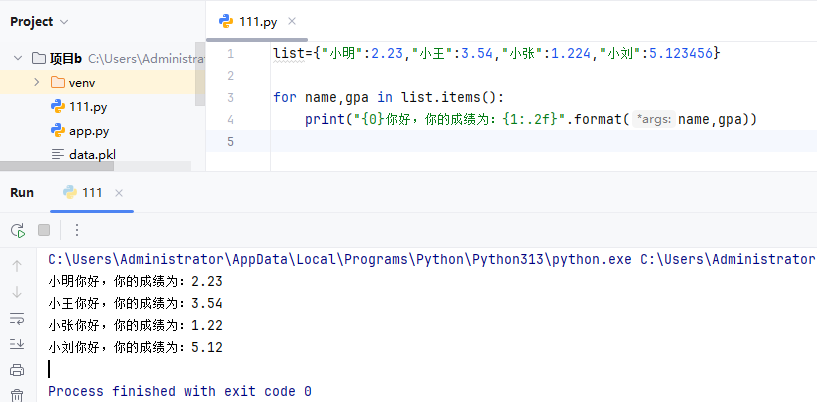 Project
111.py
项目b C:\Users\Administrat
venv
111.py
app.py
data.pkl
1 list={"小明":2.23,"小王":3.54,"小张":1.224,"小刘":5.123456}
2
3 for name,gpa in list.items():
4 print("{0}你好，你的成绩为：{1:.2f}".format( *args: name,gpa))
5
Run 111
C:\Users\Administrator\AppData\Local\Programs\Python\Python313\python.exe C:\Users\Administrator
小明你好，你的成绩为：2.23
小王你好，你的成绩为：3.54
小张你好，你的成绩为：1.22
小刘你好，你的成绩为：5.12
Process finished with exit code 0